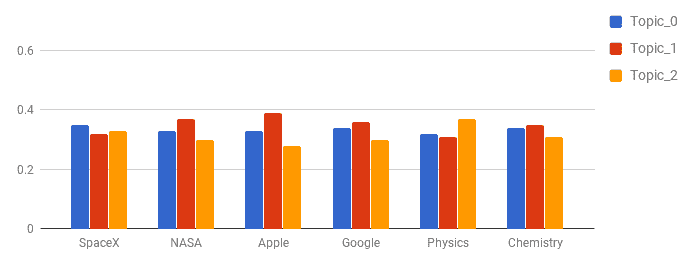 Topic_0
Topic_1
Topic_2
0.6
0.4
0.2
0
SpaceX NASA Apple Google Physics Chemistry